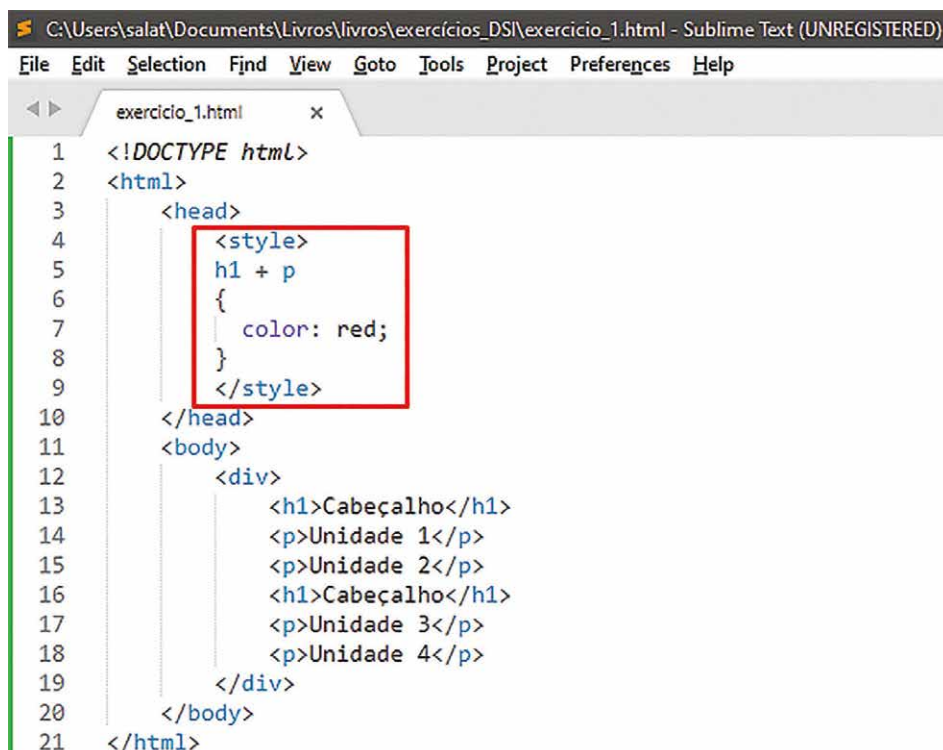 C:\Users\salat\Documents\Livros\livros\exercícios_DSI\exercicio_1.html - Sublime Text (UNREGISTERED)
File Edit Selection Find View Goto Tools Project Preferences Help
exercicio_1.html ×
1 <!DOCTYPE html>
2 <html>
3 <head>
4 <style>
5 h1 + p
6 {
7 color: red;
8 }
9 </style>
10 </head>
11 <body>
12 <div>
13 <h1>Cabeçalho</h1>
14 <p>Unidade 1</p>
15 <p>Unidade 2</p>
16 <h1>Cabeçalho</h1>
17 <p>Unidade 3</p>
18 <p>Unidade 4</p>
19 </div>
20 </body>
21 </html>